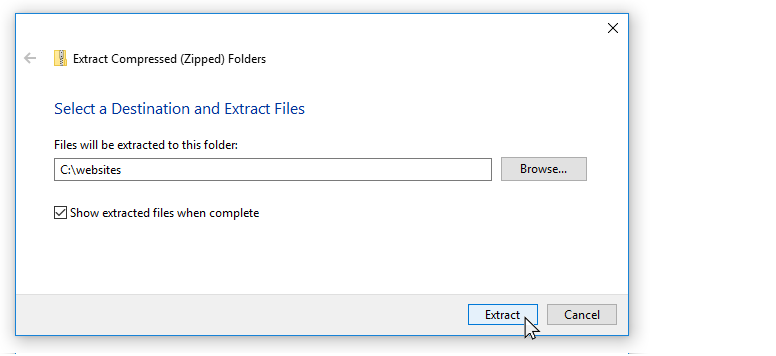 Extract Compressed (Zipped) Folders
Select a Destination and Extract Files
Files will be extracted to this folder:
C:\websites
Browse...
Show extracted files when complete
Extract
Cancel